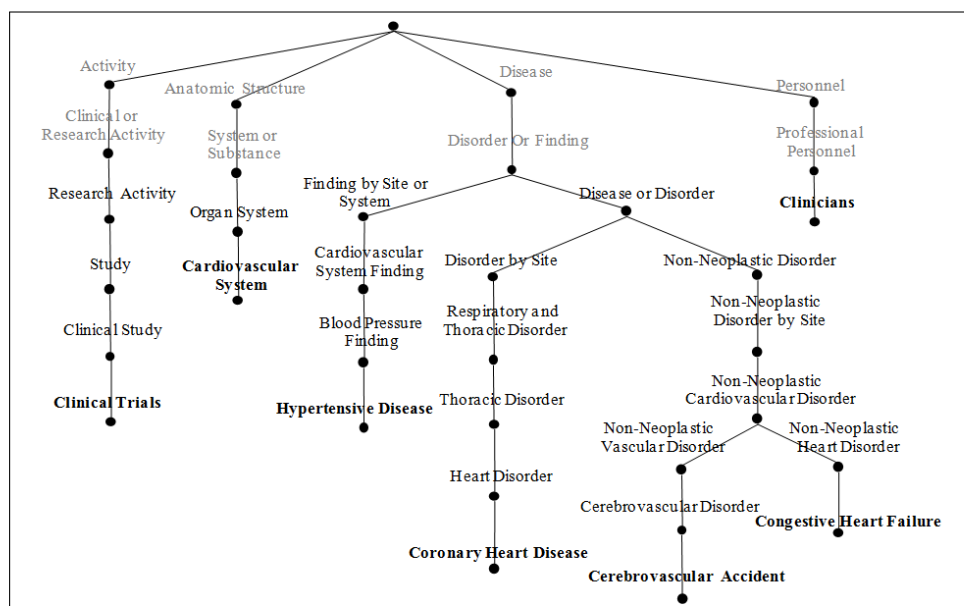 Activity
Anatomic Structure
Disease
Personnel
Clinical or
Research Activity
System or
Substance
Disorder Or Finding
Professional
Personnel
Research Activity
Organ System
Finding by Site or
System
Disease or Disorder
Clinicians
Study
Cardiovascular
System
Cardiovascular
System Finding
Disorder by Site
Non-Neoplastic Disorder
Clinical Study
Blood Pressure
Finding
Respiratory and
Thoracic Disorder
Non-Neoplastic
Disorder by Site
Clinical Trials
Hypertensive Disease
Thoracic Disorder
Non-Neoplastic
Cardiovascular Disorder
Non-Neoplastic
Vascular Disorder
Non-Neoplastic
Heart Disorder
Heart Disorder
Cerebrovascular Disorder
Congestive Heart Failure
Coronary Heart Disease
Cerebrovascular Accident